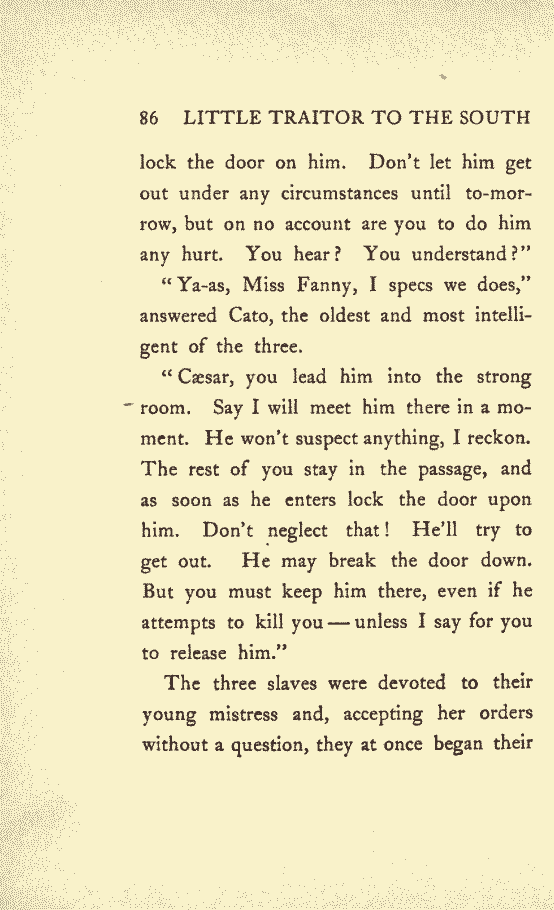 86 LITTLE TRAITOR TO THE SOUTH
lock the door on him. Don't let him get
out under any circumstances until to-mor-
row, but on no account are you to do him
any hurt. You hear? You understand?"
"Ya-as, Miss Fanny, I specs we does,"
answered Cato, the oldest and most intelli-
gent of the three.
"Cæsar, you lead him into the strong
room. Say I will meet him there in a mo-
ment. He won't suspect anything, I reckon.
The rest of you stay in the passage, and
as soon as he enters lock the door upon
him. Don't neglect that! He'll try to
get out. He may break the door down.
But you must keep him there, even if he
attempts to kill you—unless I say for you
to release him."
The three slaves were devoted to their
young mistress and, accepting her orders
without a question, they at once began their